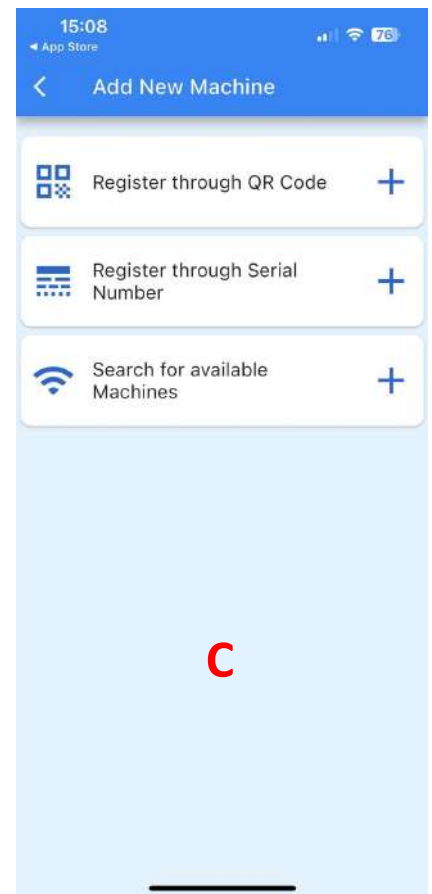 15:08
◄ App Store
76
Add New Machine
Register through QR Code
Register through Serial
Number
Search for available
Machines
C